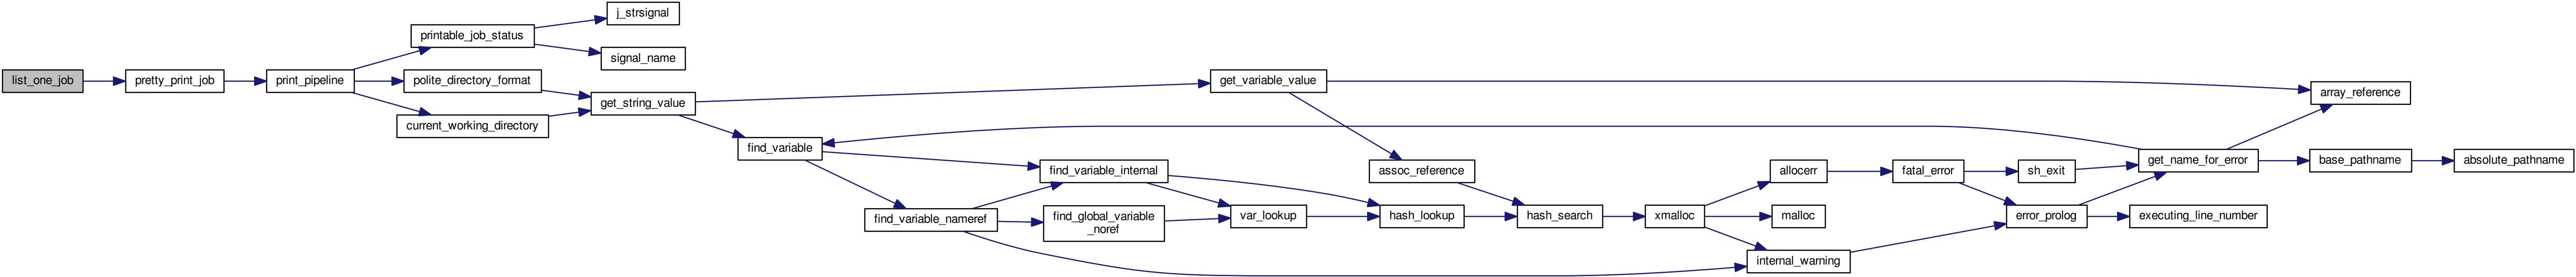 list_one_job
pretty_print_job
print_pipeline
printable_job_status
polite_directory_format
current_working_directory
j_strsignal
signal_name
get_string_value
find_variable
find_variable_nameref
find_variable_internal
find_global_variable
_noref
get_variable_value
var_lookup
assoc_reference
hash_lookup
hash_search
xmalloc
allocerr
malloc
internal_warning
fatal_error
sh_exit
error_prolog
get_name_for_error
executing_line_number
array_reference
base_pathname
absolute_pathname